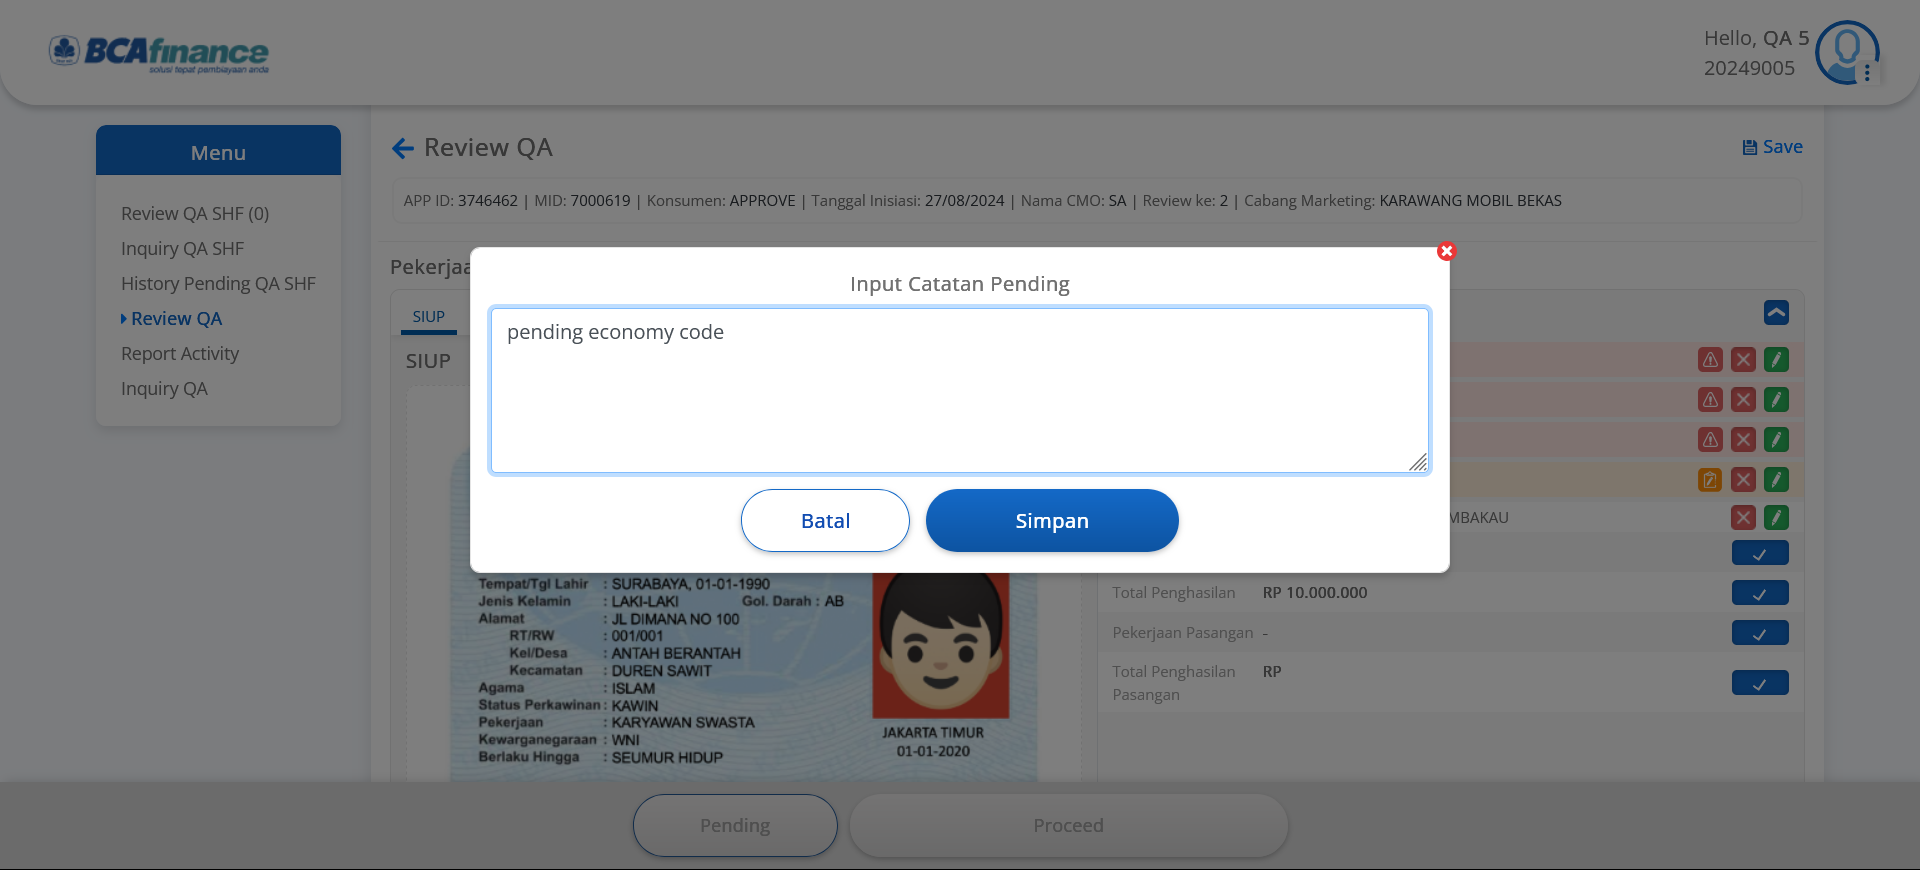 BCAfinance
solusi tepat pembiayaan anda
Hello, QA 5
20249005
Menu
Review QA SHF (0)
Inquiry QA SHF
History Pending QA SHF
Review QA
Report Activity
Inquiry QA
Review QA
Save
APP ID: 3746462 | MID: 7000619 | Konsumen: APPROVE | Tanggal Inisiasi: 27/08/2024 | Nama CMO: SA | Review ke: 2 | Cabang Marketing: KARAWANG MOBIL BEKAS
Pekerjaa
SIUP
SIUP
Input Catatan Pending
pending economy code
Batal
Simpan
MBAKAU
Tempat/Tgl Lahir : SURABAYA, 01-01-1990
Jenis Kelamin : LAKI-LAKI Gol. Darah : AB
Alamat : JL DIMANA NO 100
RT/RW : 001/001
Kel/Desa : ANTAH BERANTAH
Kecamatan : DUREN SAWIT
Agama : ISLAM
Status Perkawinan : KAWIN
Pekerjaan : KARYAWAN SWASTA
Kewarganegaraan : WNI
Berlaku Hingga : SEUMUR HIDUP
JAKARTA TIMUR
01-01-2020
Total Penghasilan RP 10.000.000
Pekerjaan Pasangan -
Total Penghasilan RP
Pasangan
Pending
Proceed